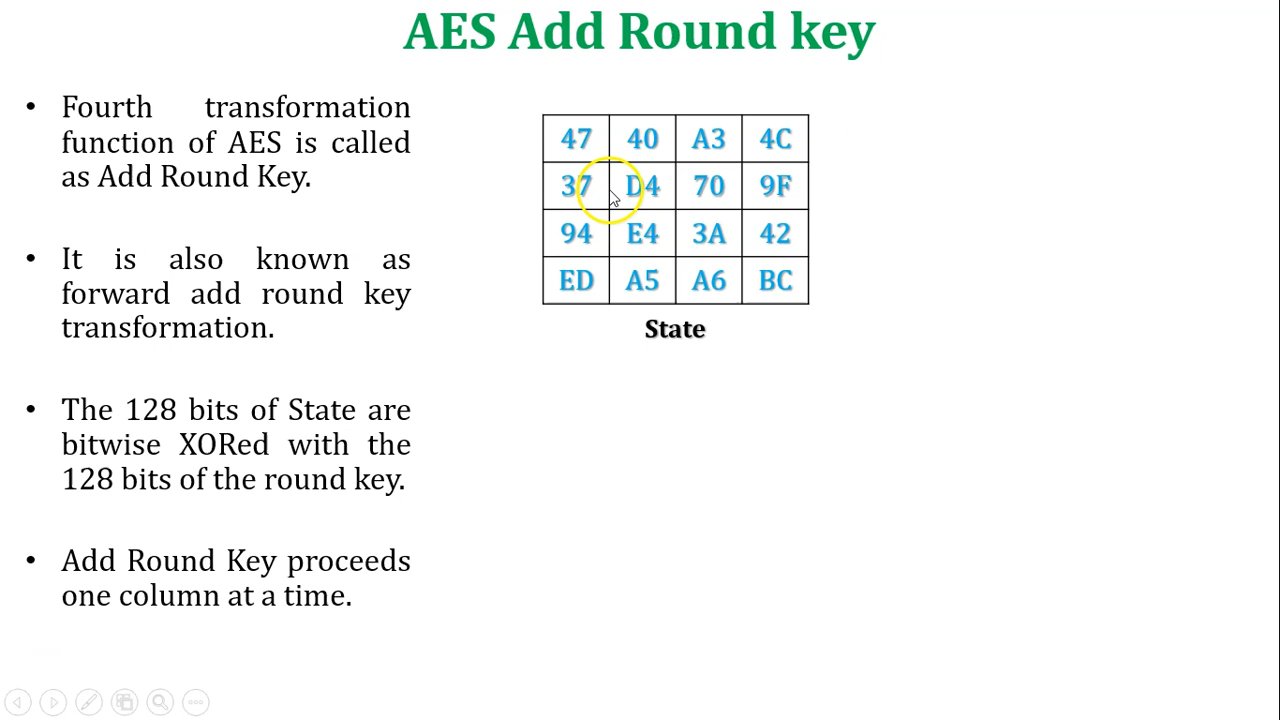 AES Add Round key
• Fourth transformation
function of AES is called
as Add Round Key.
• It is also known as
forward add round key
transformation.
• The 128 bits of State are
bitwise XORed with the
128 bits of the round key.
• Add Round Key proceeds
one column at a time.
47 40 A3 4C
37 D4 70 9F
94 E4 3A 42
ED A5 A6 BC
State